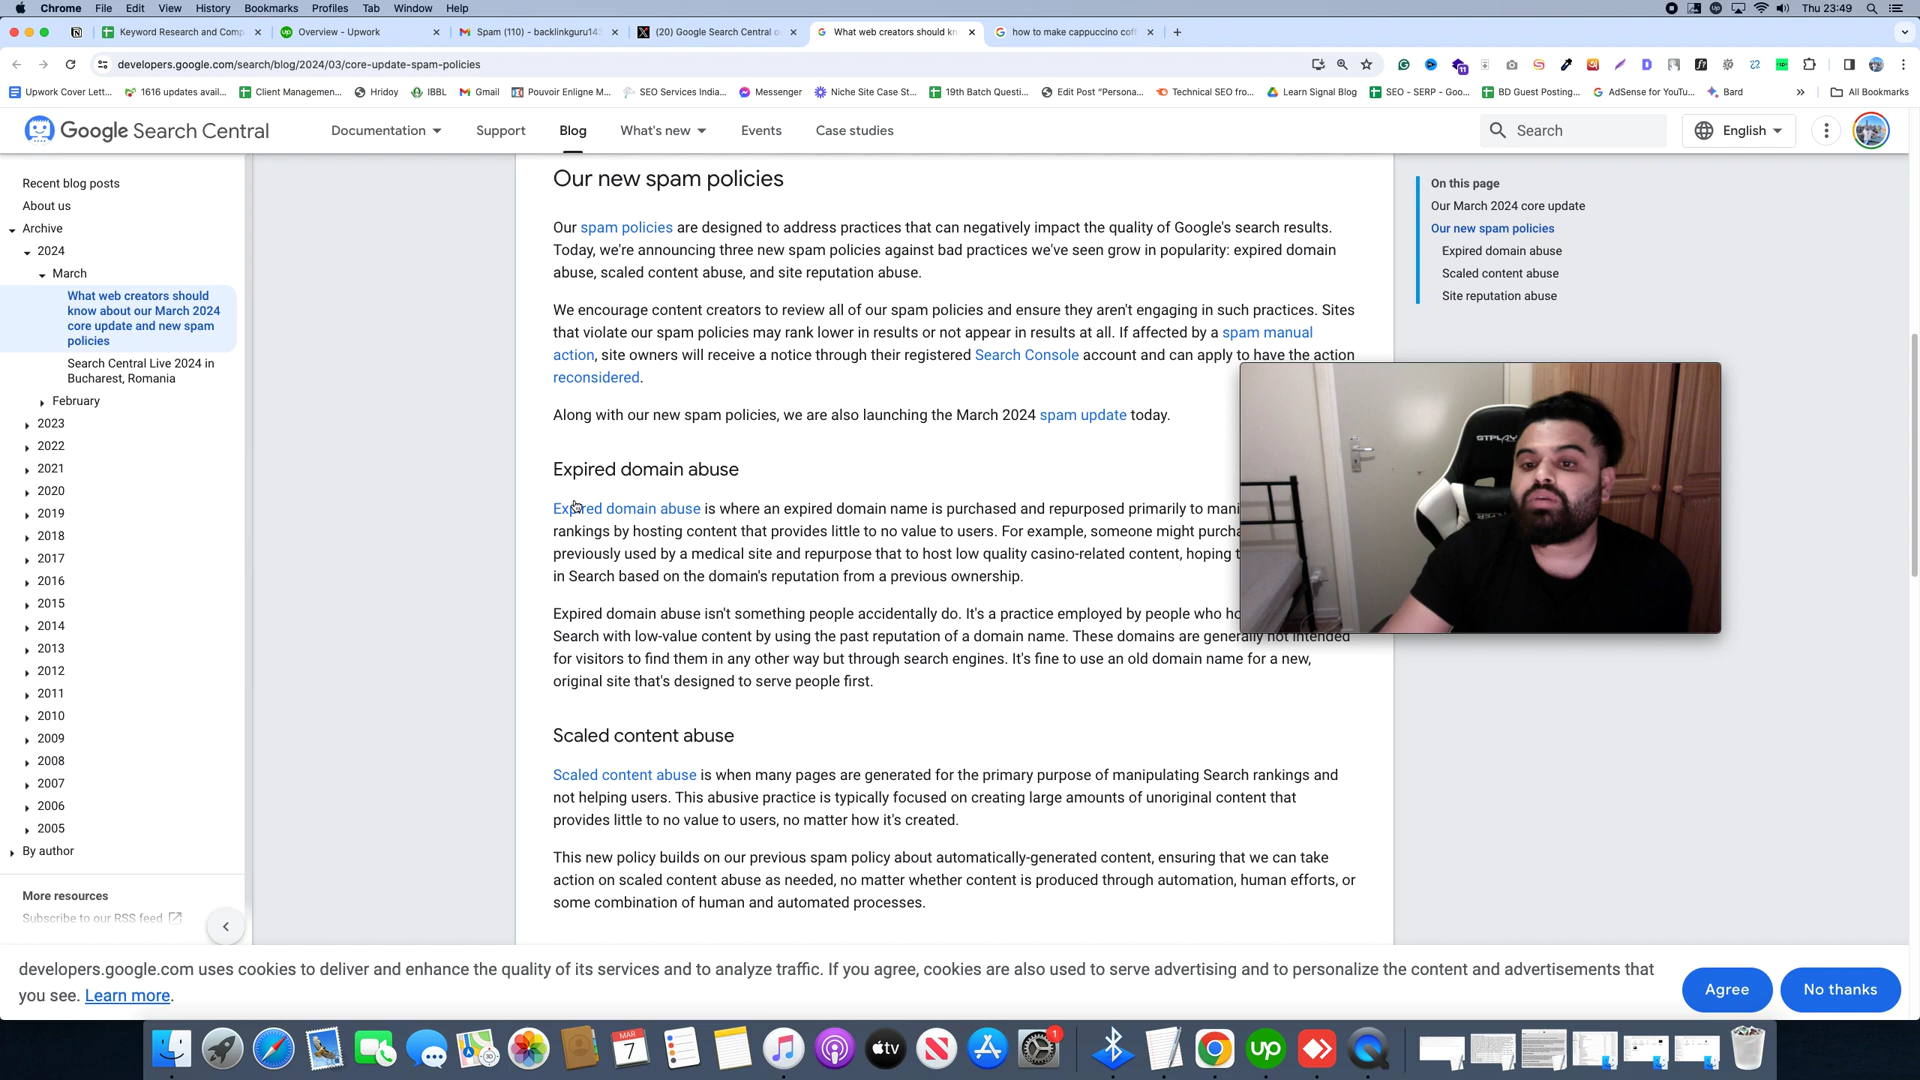 Chrome File Edit View History Bookmarks Profiles Tab Window Help
Thu 23:49
Keyword Research and Comp
Overview - Upwork
Spam (110) - backlinkguru14
(20) Google Search Central o
What web creators should kn
how to make cappuccino cof
developers.google.com/search/blog/2024/03/core-update-spam-policies
Upwork Cover Lett...
1616 updates avail...
Client Managemen...
Hridoy
IBBL
Gmail
Pouvoir Enligne M...
SEO Services India...
Messenger
Niche Site Case St...
19th Batch Questi...
Edit Post “Persona...
Technical SEO fro...
Learn Signal Blog
SEO - SERP - Goo...
BD Guest Posting...
AdSense for YouTu...
Bard
All Bookmarks
Google Search Central
Documentation
Support
Blog
What's new
Events
Case studies
Search
English
Recent blog posts
About us
Archive
2024
March
What web creators should
know about our March 2024
core update and new spam
policies
Search Central Live 2024 in
Bucharest, Romania
February
2023
2022
2021
2020
2019
2018
2017
2016
2015
2014
2013
2012
2011
2010
2009
2008
2007
2006
2005
By author
More resources
Subscribe to our RSS feed
Our new spam policies
Our spam policies are designed to address practices that can negatively impact the quality of Google's search results.
Today, we're announcing three new spam policies against bad practices we've seen grow in popularity: expired domain
abuse, scaled content abuse, and site reputation abuse.
We encourage content creators to review all of our spam policies and ensure they aren't engaging in such practices. Sites
that violate our spam policies may rank lower in results or not appear in results at all. If affected by a spam manual
action, site owners will receive a notice through their registered Search Console account and can apply to have the action
reconsidered.
Along with our new spam policies, we are also launching the March 2024 spam update today.
Expired domain abuse
Expired domain abuse is where an expired domain name is purchased and repurposed primarily to mani
rankings by hosting content that provides little to no value to users. For example, someone might purcha
previously used by a medical site and repurpose that to host low quality casino-related content, hoping t
in Search based on the domain's reputation from a previous ownership.
Expired domain abuse isn't something people accidentally do. It's a practice employed by people who ho
Search with low-value content by using the past reputation of a domain name. These domains are generally not intended
for visitors to find them in any other way but through search engines. It's fine to use an old domain name for a new,
original site that's designed to serve people first.
Scaled content abuse
Scaled content abuse is when many pages are generated for the primary purpose of manipulating Search rankings and
not helping users. This abusive practice is typically focused on creating large amounts of unoriginal content that
provides little to no value to users, no matter how it's created.
This new policy builds on our previous spam policy about automatically-generated content, ensuring that we can take
action on scaled content abuse as needed, no matter whether content is produced through automation, human efforts, or
some combination of human and automated processes.
On this page
Our March 2024 core update
Our new spam policies
Expired domain abuse
Scaled content abuse
Site reputation abuse
GTPLAY
developers.google.com uses cookies to deliver and enhance the quality of its services and to analyze traffic. If you agree, cookies are also used to serve advertising and to personalize the content and advertisements that
you see. Learn more.
Agree
No thanks
MAR
7
tv
1